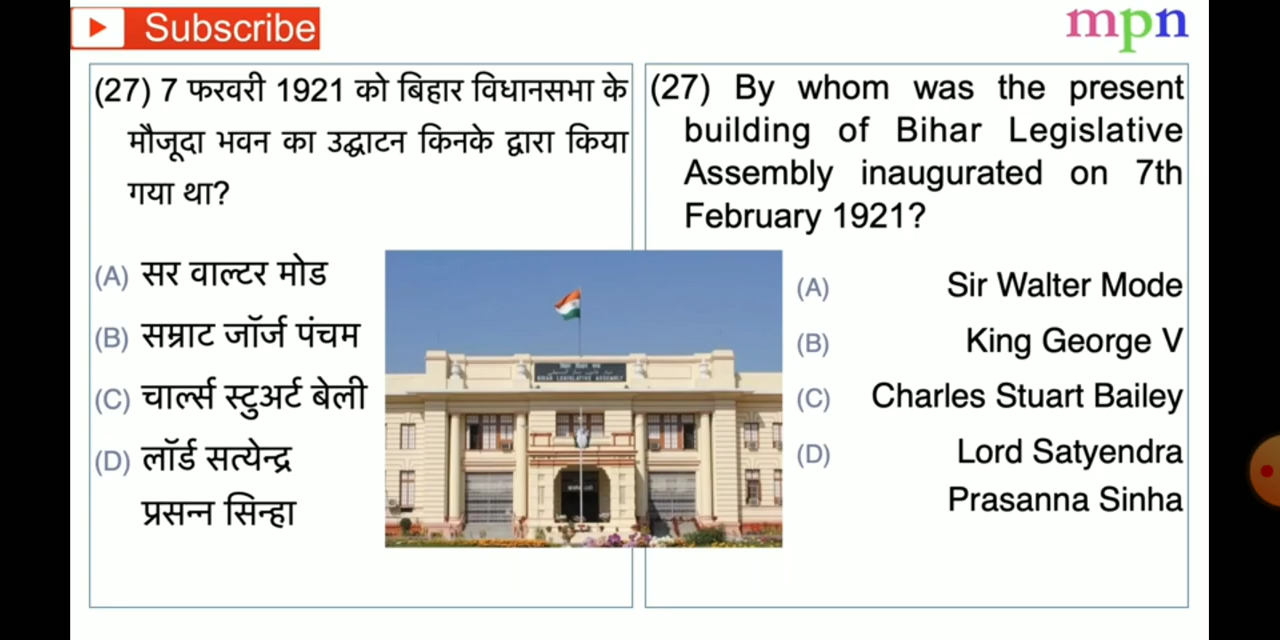 Subscribe
mpn
(27) 7 फरवरी 1921 को बिहार विधानसभा के
मौजूदा भवन का उद्घाटन किनके द्वारा किया
गया था?
(A) सर वाल्टर मोड
(B) सम्राट जॉर्ज पंचम
(C) चार्ल्स स्टुअर्ट बेली
(D) लॉर्ड सत्येन्द्र
प्रसन्न सिन्हा
(27) By whom was the present
building of Bihar Legislative
Assembly inaugurated on 7th
February 1921?
(A) Sir Walter Mode
(B) King George V
(C) Charles Stuart Bailey
(D) Lord Satyendra
Prasanna Sinha
BIHAR LEGISLATIVE ASSEMBLY